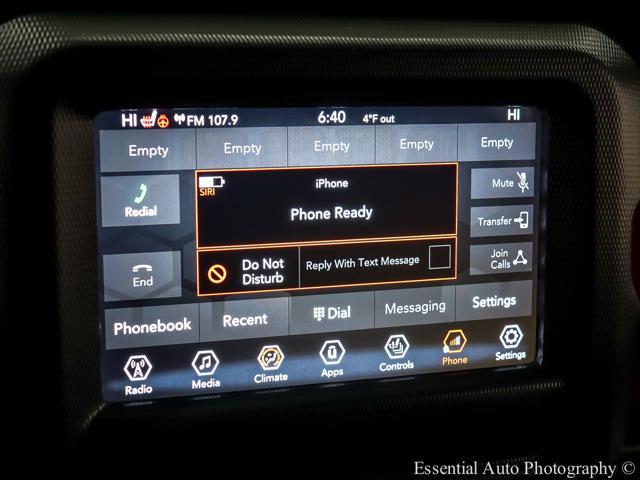 HI FM 107.9 6:40 4°F out HI
Empty Empty Empty Empty Empty
SIRI iPhone
Phone Ready
Redial
Mute
Transfer
Do Not Disturb
Reply With Text Message
Join Calls
End
Phonebook Recent Dial Messaging Settings
Radio Media Climate Apps Controls Phone Settings
Essential Auto Photography ©